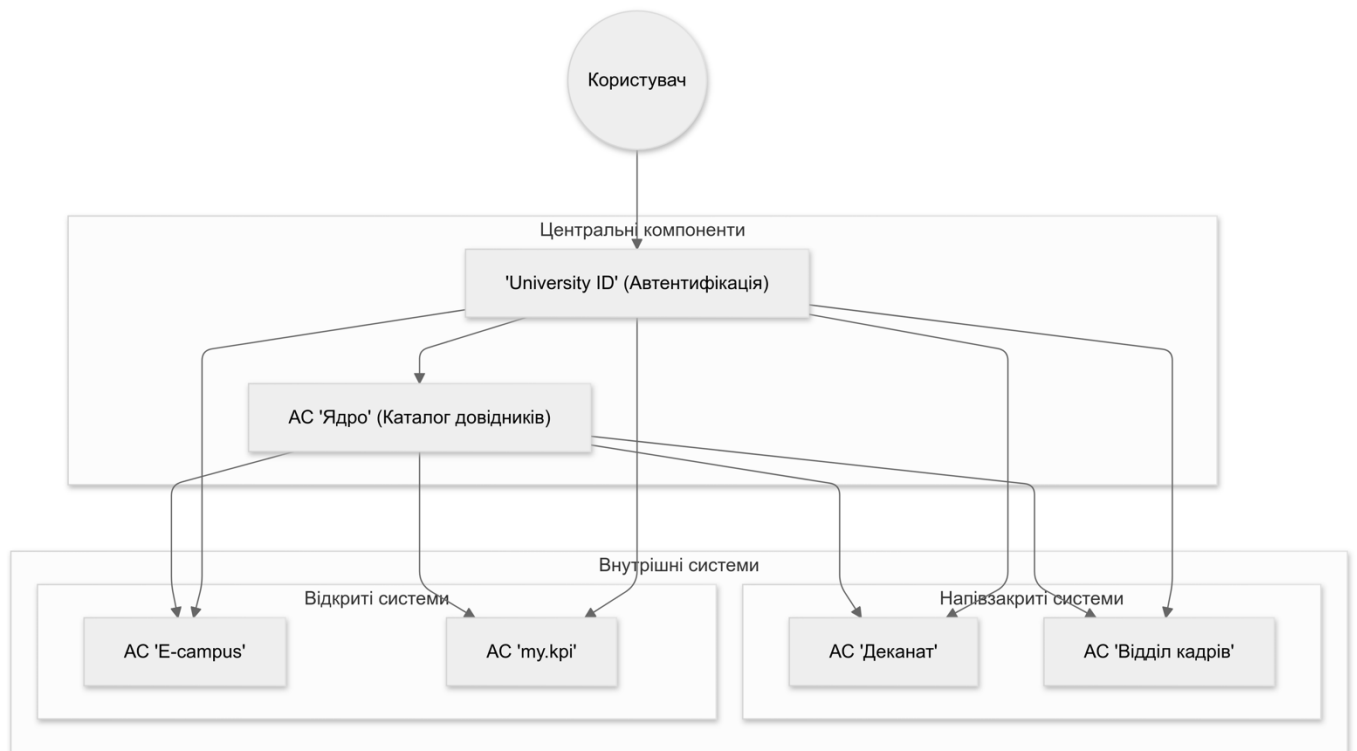 Користувач
Центральні компоненти
'University ID' (Автентифікація)
АС 'Ядро' (Каталог довідників)
Внутрішні системи
Відкриті системи
Напівзакриті системи
АС 'E-campus'
АС 'my.kpi'
АС 'Деканат'
АС 'Відділ кадрів'